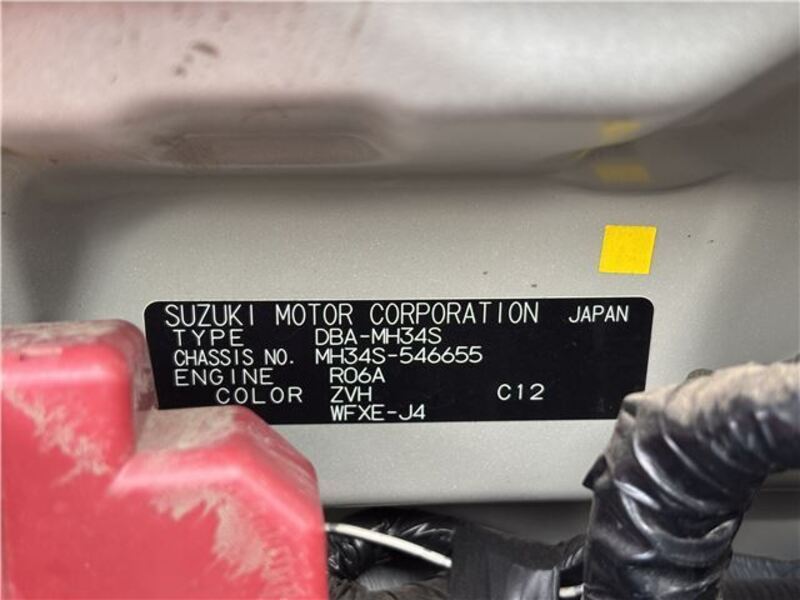 SUZUKI MOTOR CORPORATION JAPAN
TYPE DBA-MH34S
CHASSIS NO. MH34S-546655
ENGINE R06A
COLOR ZVH C12
WFXE-J4